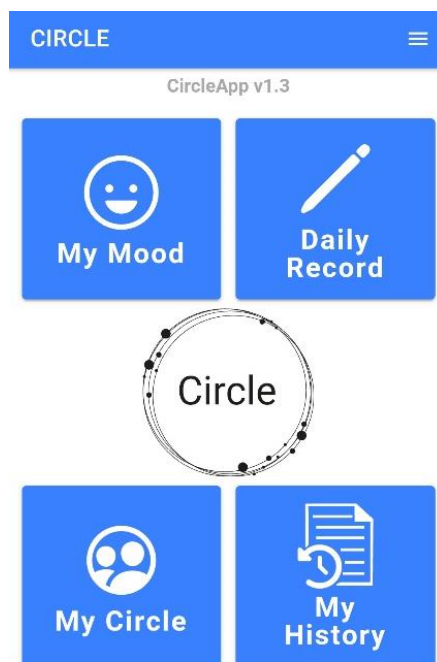 CIRCLE
CircleApp v1.3
My Mood
Daily
Record
Circle
My Circle
My
History